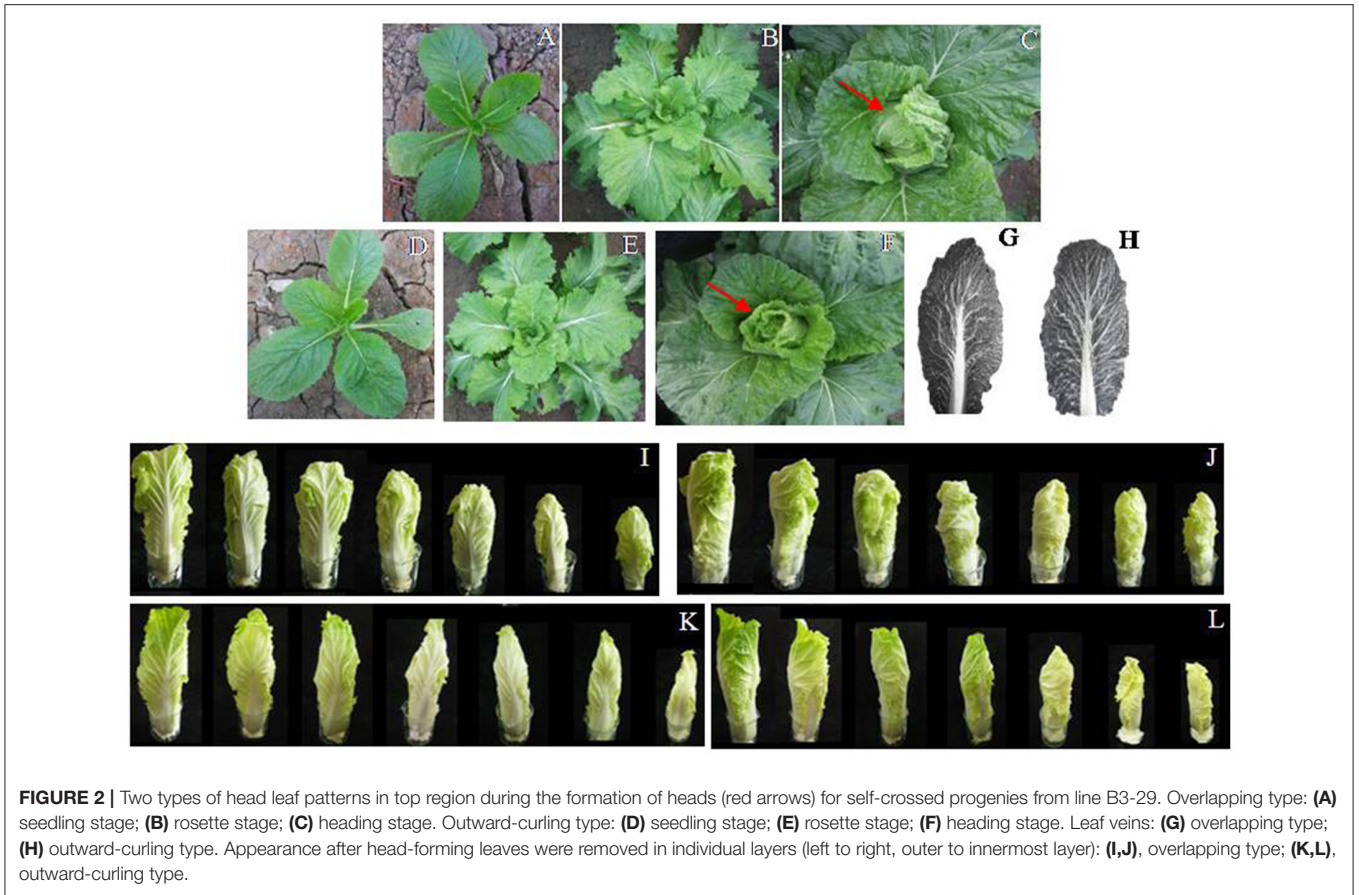 A
B
C
D
E
F
G
H
I
J
K
L
FIGURE 2 | Two types of head leaf patterns in top region during the formation of heads (red arrows) for self-crossed progenies from line B3-29. Overlapping type: (A)
seedling stage; (B) rosette stage; (C) heading stage. Outward-curling type: (D) seedling stage; (E) rosette stage; (F) heading stage. Leaf veins: (G) overlapping type;
(H) outward-curling type. Appearance after head-forming leaves were removed in individual layers (left to right, outer to innermost layer): (I,J), overlapping type; (K,L),
outward-curling type.